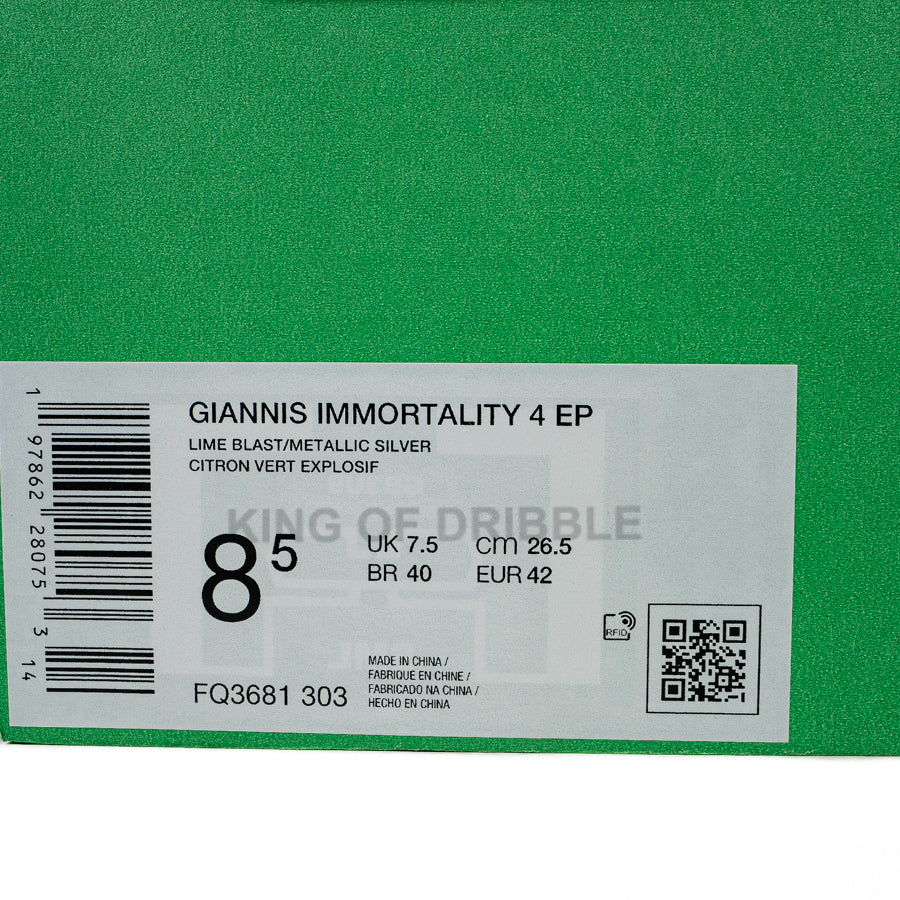 GIANNIS IMMORTALITY 4 EP
LIME BLAST/METALLIC SILVER
CITRON VERT EXPLOSIF
KING OF DRIBBLE
8 5
UK 7.5 cm 26.5
BR 40 EUR 42
RFID
MADE IN CHINA /
FABRIQUE EN CHINE /
FABRICADO NA CHINA /
HECHO EN CHINA
FQ3681 303
1 97862 28075 3 14